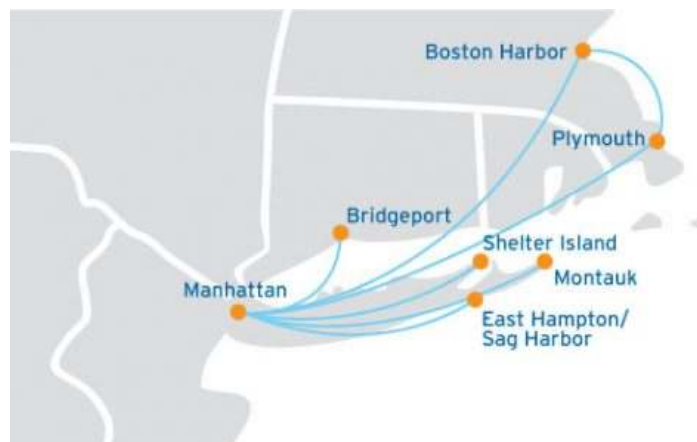 Boston Harbor
Plymouth
Bridgeport
Shelter Island
Montauk
Manhattan
East Hampton/
Sag Harbor